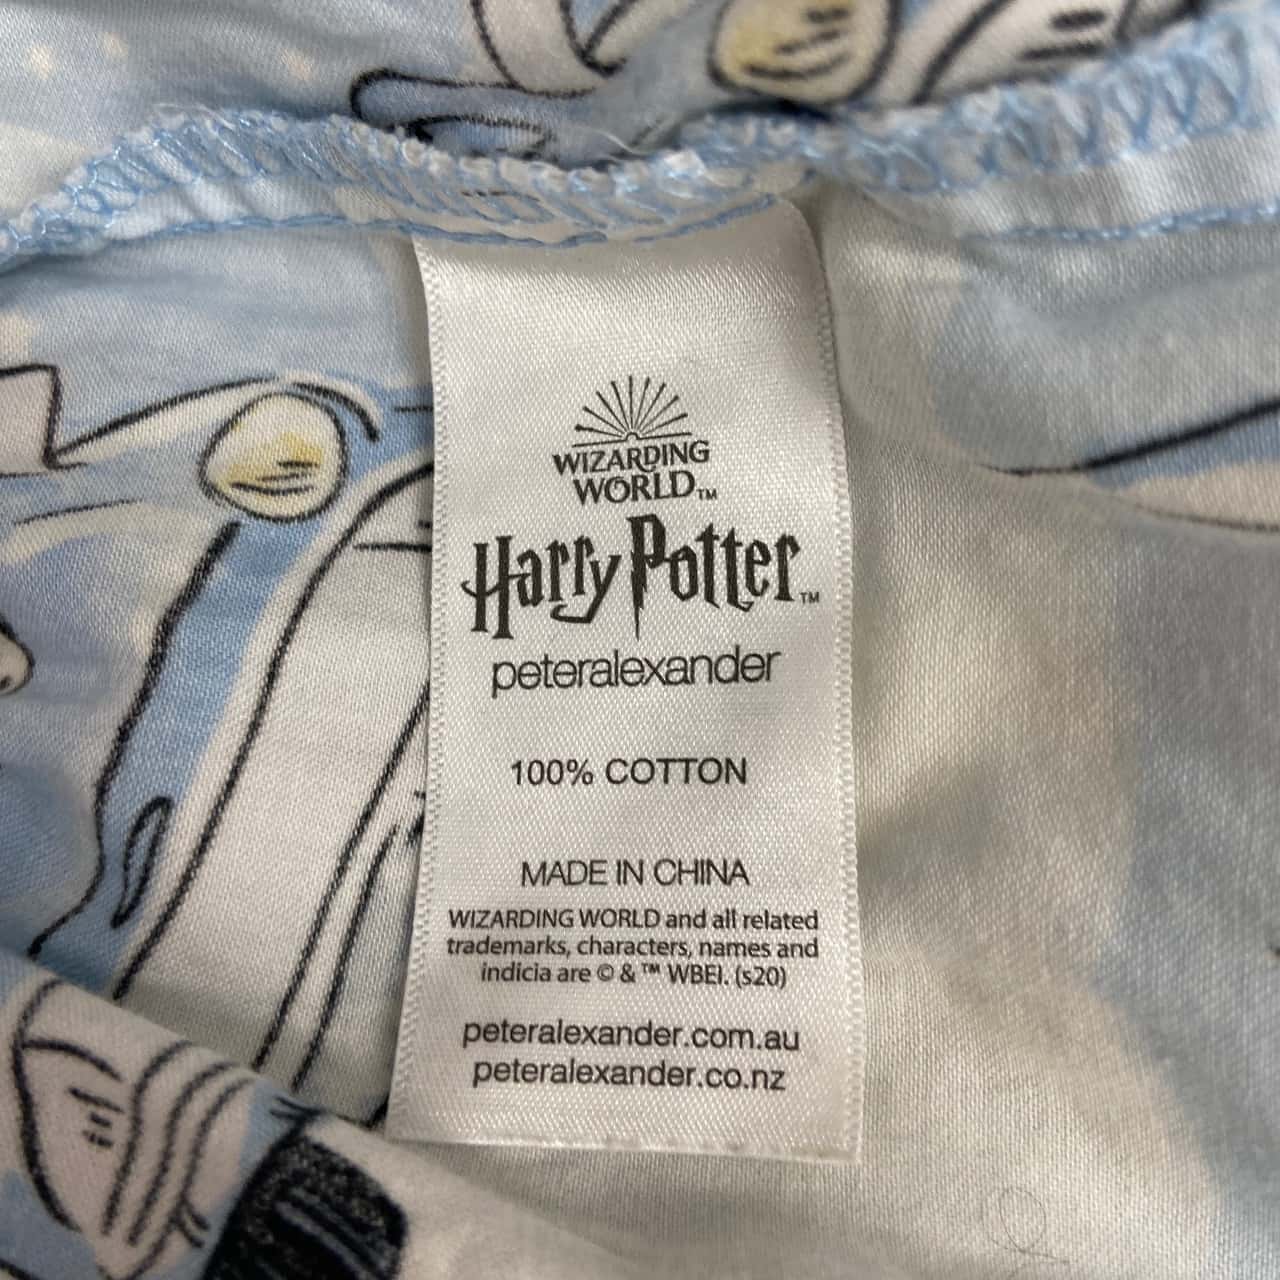 WIZARDING
WORLD™
Harry Potter™
peteralexander
100% COTTON
MADE IN CHINA
WIZARDING WORLD and all related
trademarks, characters, names and
indicia are © & ™ WBEI. (s20)
peteralexander.com.au
peteralexander.co.nz